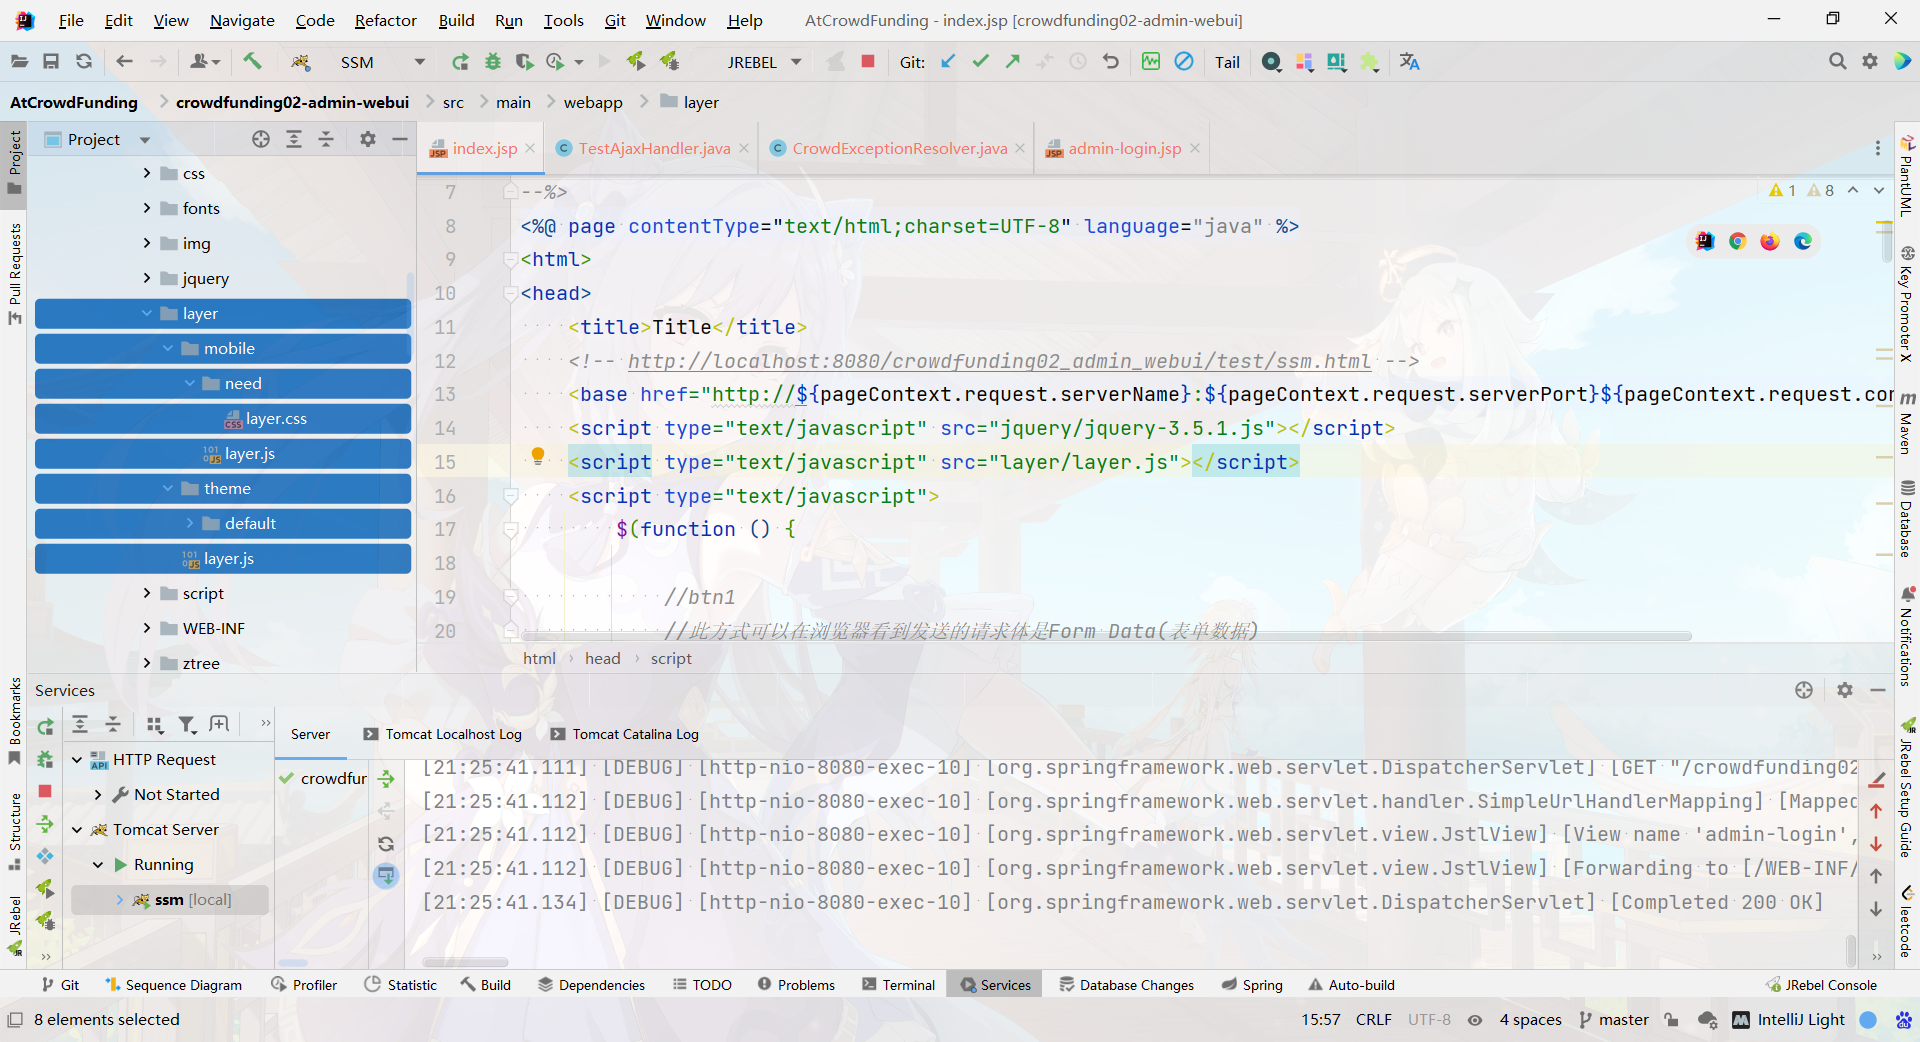 File Edit View Navigate Code Refactor Build Run Tools Git Window Help AtCrowdFunding - index.jsp [crowdfunding02-admin-webui]
SSM JREBEL Git: Tail
AtCrowdFunding crowdfunding02-admin-webui src main webapp layer
Project
css
fonts
img
jquery
layer
mobile
need
layer.css
layer.js
theme
default
layer.js
script
WEB-INF
ztree
Project
Pull Requests
Bookmarks
Structure
JRebel
index.jsp TestAjaxHandler.java CrowdExceptionResolver.java admin-login.jsp
1 8
7 --%>
8 <%@ page contentType="text/html;charset=UTF-8" language="java" %>
9 <html>
10 <head>
11 <title>Title</title>
12 <!-- http://localhost:8080/crowdfunding02_admin_webui/test/ssm.html -->
13 <base href="http://${pageContext.request.serverName}:${pageContext.request.serverPort}${pageContext.request.con
14 <script type="text/javascript" src="jquery/jquery-3.5.1.js"></script>
15 <script type="text/javascript" src="layer/layer.js"></script>
16 <script type="text/javascript">
17 $(function () {
18
19 //btn1
20 //此方式可以在浏览器看到发送的请求体是Form Data(表单数据)
html head script
PlantUML
Key Promoter X
Maven
Database
Notifications
JRebel Setup Guide
leetcode
Services
HTTP Request
Not Started
Tomcat Server
Running
ssm [local]
Server Tomcat Localhost Log Tomcat Catalina Log
crowdfur
[21:25:41.111] [DEBUG] [http-nio-8080-exec-10] [org.springframework.web.servlet.DispatcherServlet] [GET "/crowdfunding02
[21:25:41.112] [DEBUG] [http-nio-8080-exec-10] [org.springframework.web.servlet.handler.SimpleUrlHandlerMapping] [Mapped
[21:25:41.112] [DEBUG] [http-nio-8080-exec-10] [org.springframework.web.servlet.view.JstlView] [View name 'admin-login',
[21:25:41.112] [DEBUG] [http-nio-8080-exec-10] [org.springframework.web.servlet.view.JstlView] [Forwarding to [/WEB-INF/
[21:25:41.134] [DEBUG] [http-nio-8080-exec-10] [org.springframework.web.servlet.DispatcherServlet] [Completed 200 OK]
Git Sequence Diagram Profiler Statistic Build Dependencies TODO Problems Terminal Services Database Changes Spring Auto-build JRebel Console
8 elements selected 15:57 CRLF UTF-8 4 spaces master IntelliJ Light